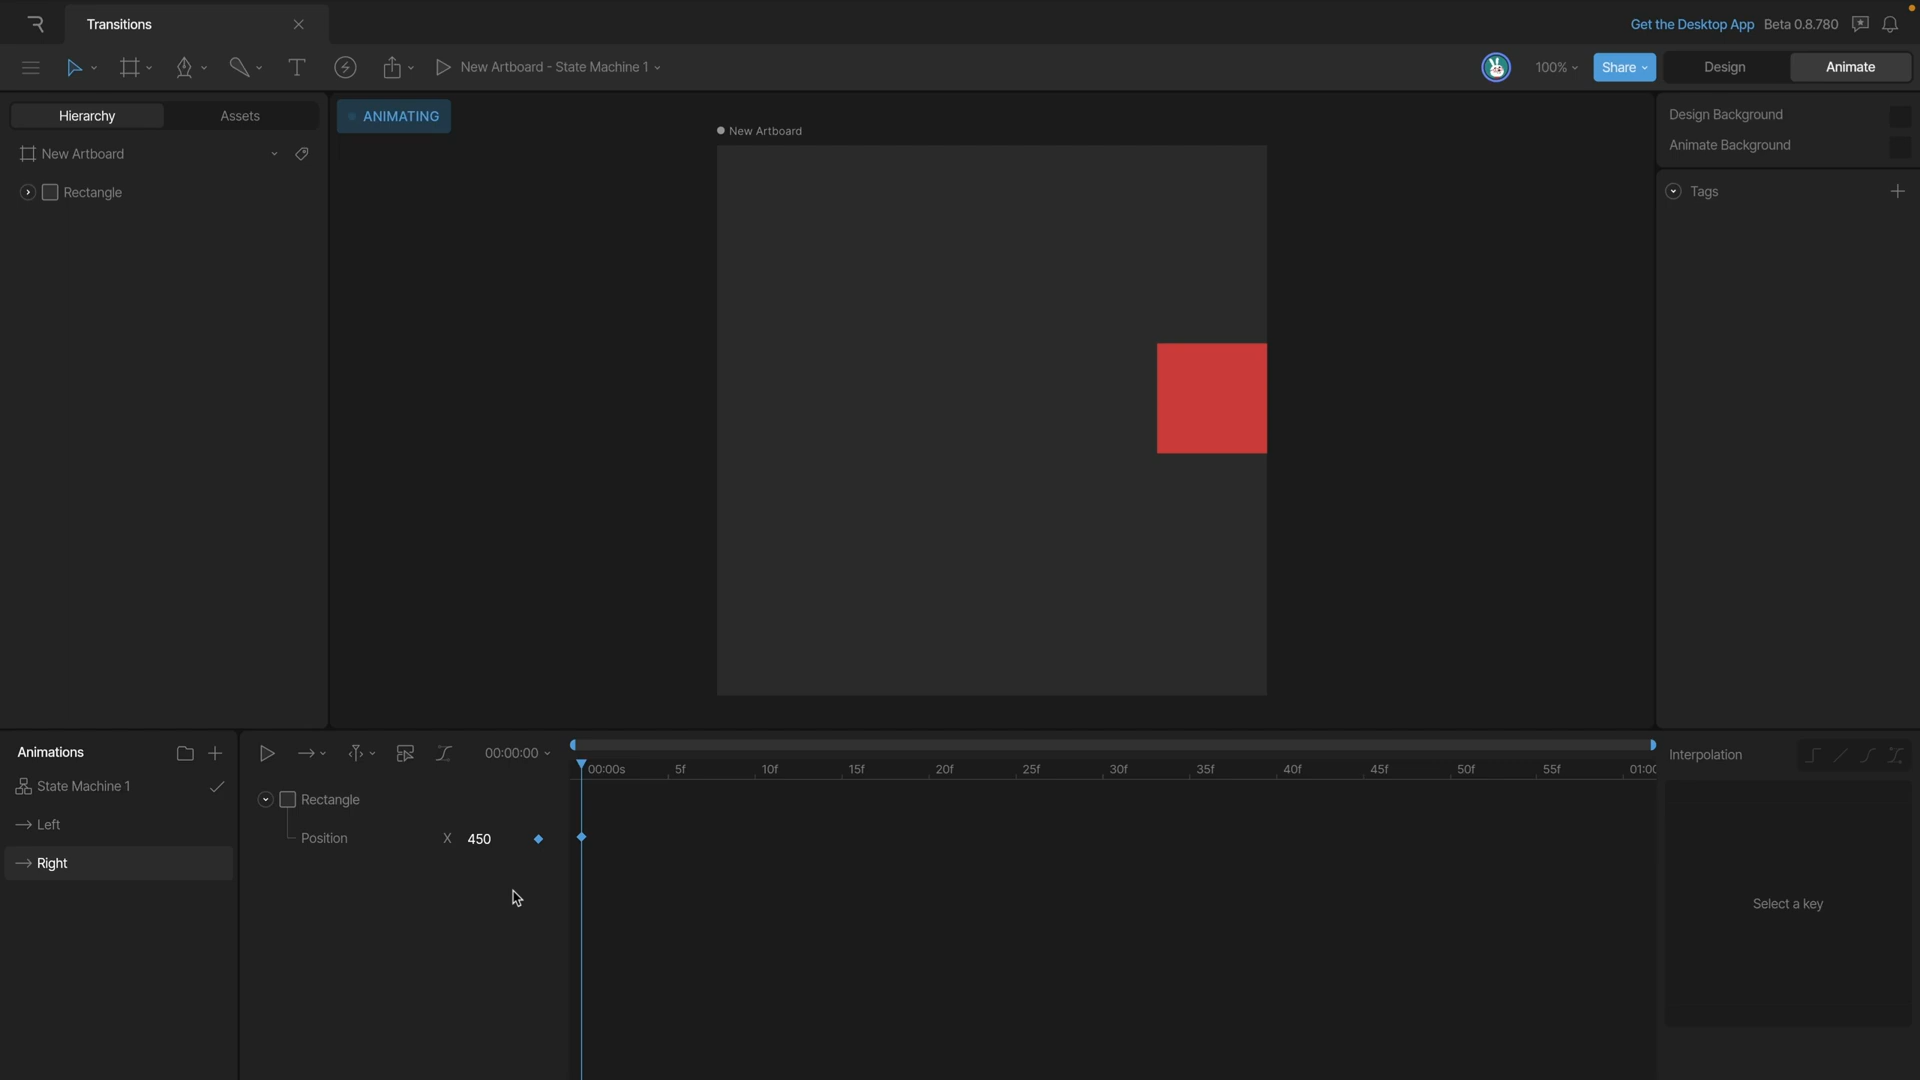 Transitions
Get the Desktop App Beta 0.8.780
New Artboard - State Machine 1
100%
Share
Design
Animate
Hierarchy
Assets
New Artboard
Rectangle
ANIMATING
New Artboard
Design Background
Animate Background
Tags
Animations
State Machine 1
Left
Right
00:00:00
Rectangle
Position X 450
00:00s 5f 10f 15f 20f 25f 30f 35f 40f 45f 50f 55f 01:00
Interpolation
Select a key